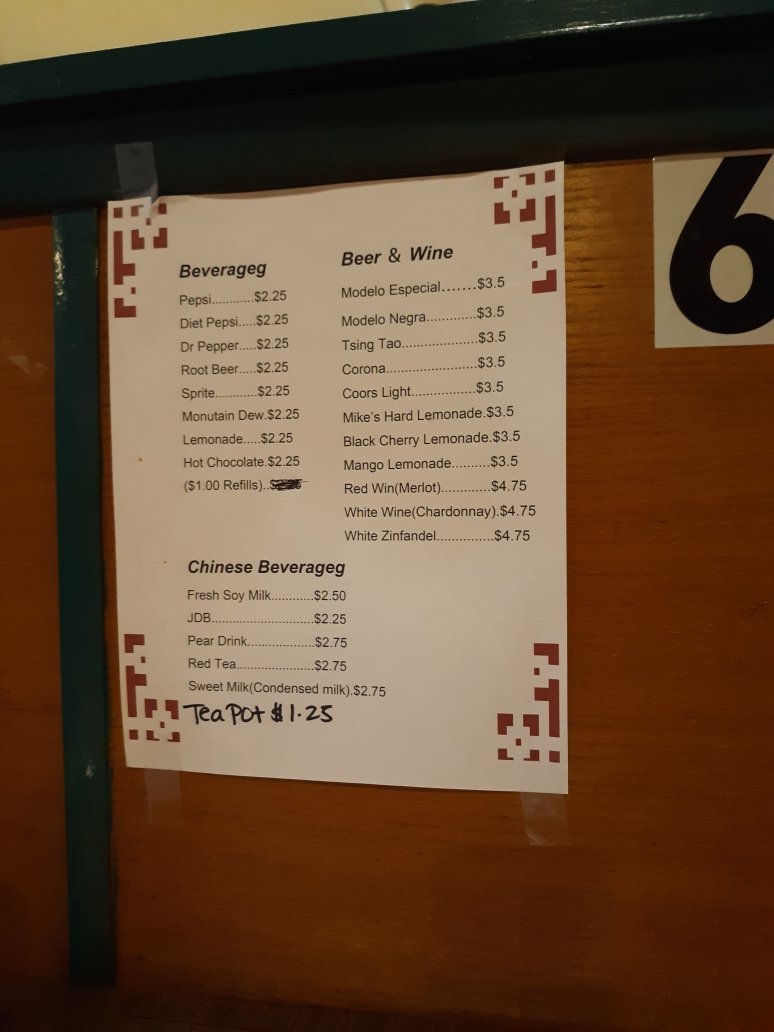 Beverageg
Pepsi............$2.25
Diet Pepsi.....$2.25
Dr Pepper.....$2.25
Root Beer.....$2.25
Sprite............$2.25
Monutain Dew.$2.25
Lemonade.....$2.25
Hot Chocolate.$2.25
($1.00 Refills)..
Beer & Wine
Modelo Especial.......$3.5
Modelo Negra.............$3.5
Tsing Tao....................$3.5
Corona........................$3.5
Coors Light.................$3.5
Mike's Hard Lemonade.$3.5
Black Cherry Lemonade.$3.5
Mango Lemonade..........$3.5
Red Win(Merlot).............$4.75
White Wine(Chardonnay).$4.75
White Zinfandel...............$4.75
Chinese Beverageg
Fresh Soy Milk............$2.50
JDB.............................$2.25
Pear Drink...................$2.75
Red Tea......................$2.75
Sweet Milk(Condensed milk).$2.75
Tea Pot $1.25
6